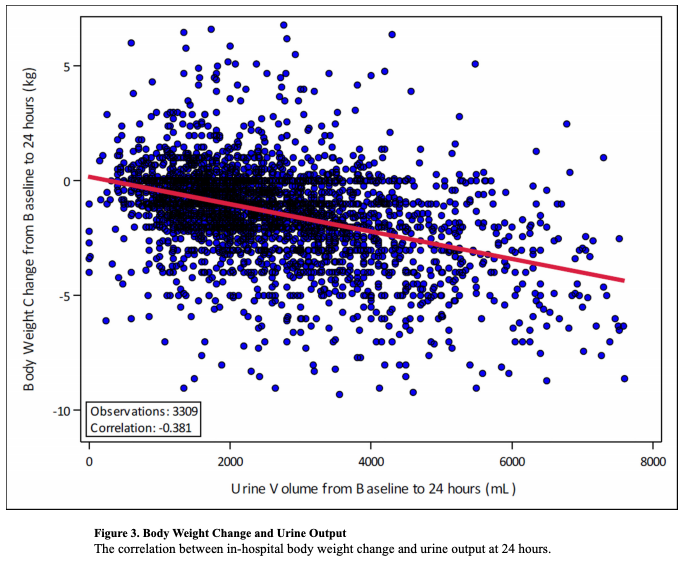 Body Weight Change from Baseline to 24 hours (kg)
5
0
-5
-10
Observations: 3309
Correlation: -0.381
0 2000 4000 6000 8000
Urine Volume from Baseline to 24 hours (mL)
Figure 3. Body Weight Change and Urine Output
The correlation between in-hospital body weight change and urine output at 24 hours.